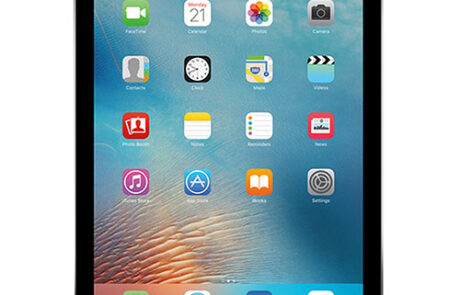 FaceTime
Monday
21
Calendar
Photos
Camera
Contacts
Clock
Maps
Videos
Photo Booth
Notes
Reminders
News
iTunes Store
App Store
iBooks
Settings